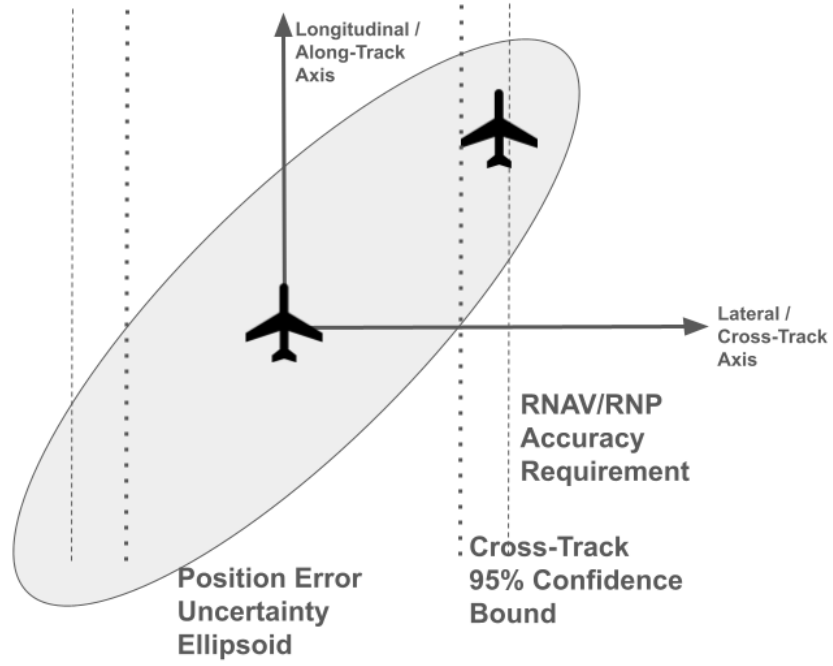 Longitudinal /
Along-Track
Axis
Lateral /
Cross-Track
Axis
RNAV/RNP
Accuracy
Requirement
Cross-Track
95% Confidence
Bound
Position Error
Uncertainty
Ellipsoid